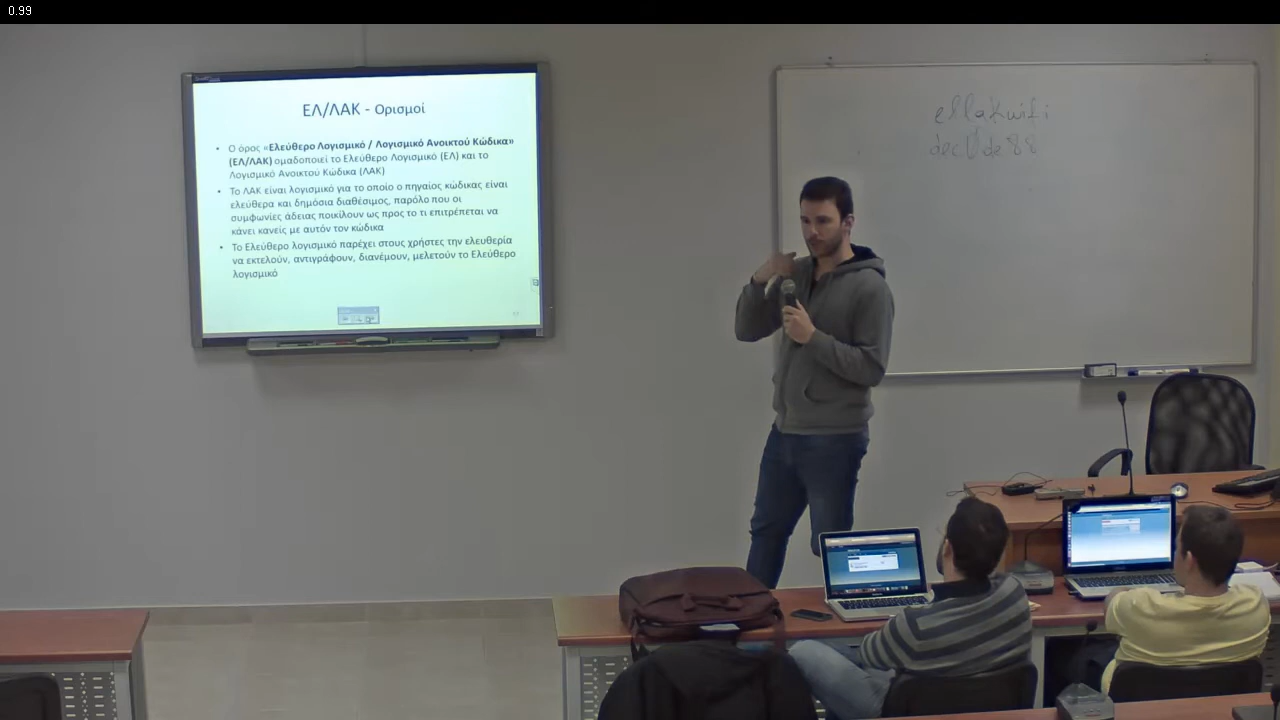 0.99
ΕΛ/ΛΑΚ - Ορισμοί
• Ο όρος «Ελεύθερο Λογισμικό / Λογισμικό Ανοικτού Κώδικα»
(ΕΛ/ΛΑΚ) ομαδοποιεί το Ελεύθερο Λογισμικό (ΕΛ) και το
Λογισμικό Ανοικτού Κώδικα (ΛΑΚ)
• Το ΛΑΚ είναι λογισμικό για το οποίο ο πηγαίος κώδικας είναι
ελεύθερα και δημόσια διαθέσιμος, παρόλο που οι
συμφωνίες άδειας ποικίλουν ως προς το τι επιτρέπεται να
κάνει κανείς με αυτόν τον κώδικα
• Το Ελεύθερο λογισμικό παρέχει στους χρήστες την ελευθερία
να εκτελούν, αντιγράφουν, διανέμουν, μελετούν το Ελεύθερο
λογισμικό
ellakwifi